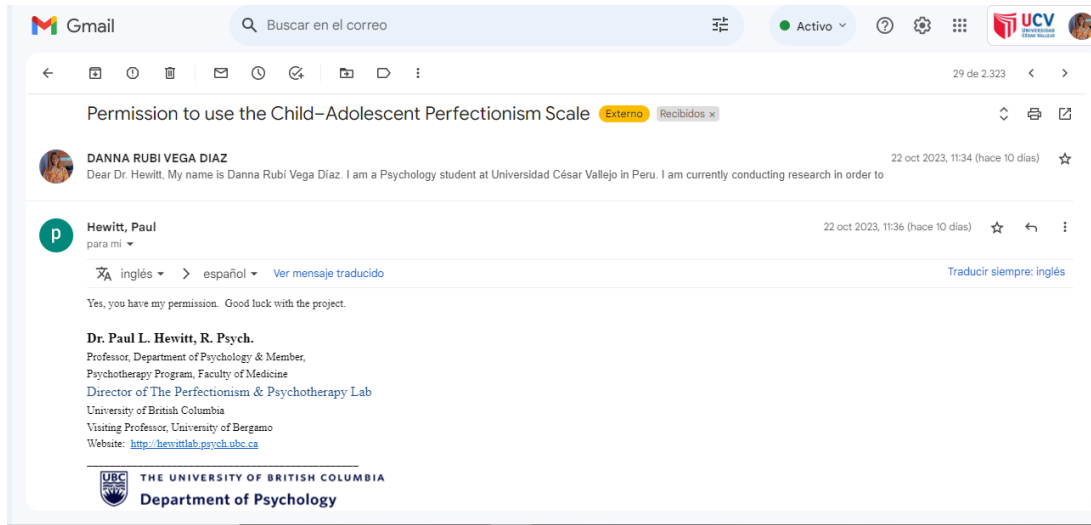 Gmail
Buscar en el correo
Activo
UCV
UNIVERSIDAD
CÉSAR VALLEJO
29 de 2.323
Permission to use the Child–Adolescent Perfectionism Scale Externo Recibidos x
DANNA RUBI VEGA DIAZ 22 oct 2023, 11:34 (hace 10 días)
Dear Dr. Hewitt, My name is Danna Rubí Vega Díaz. I am a Psychology student at Universidad César Vallejo in Peru. I am currently conducting research in order to
P
Hewitt, Paul 22 oct 2023, 11:36 (hace 10 días)
para mí
inglés > español Ver mensaje traducido Traducir siempre: inglés
Yes, you have my permission. Good luck with the project.
Dr. Paul L. Hewitt, R. Psych.
Professor, Department of Psychology & Member,
Psychotherapy Program, Faculty of Medicine
Director of The Perfectionism & Psychotherapy Lab
University of British Columbia
Visiting Professor, University of Bergamo
Website: http://hewittlab.psych.ubc.ca
UBC THE UNIVERSITY OF BRITISH COLUMBIA
Department of Psychology